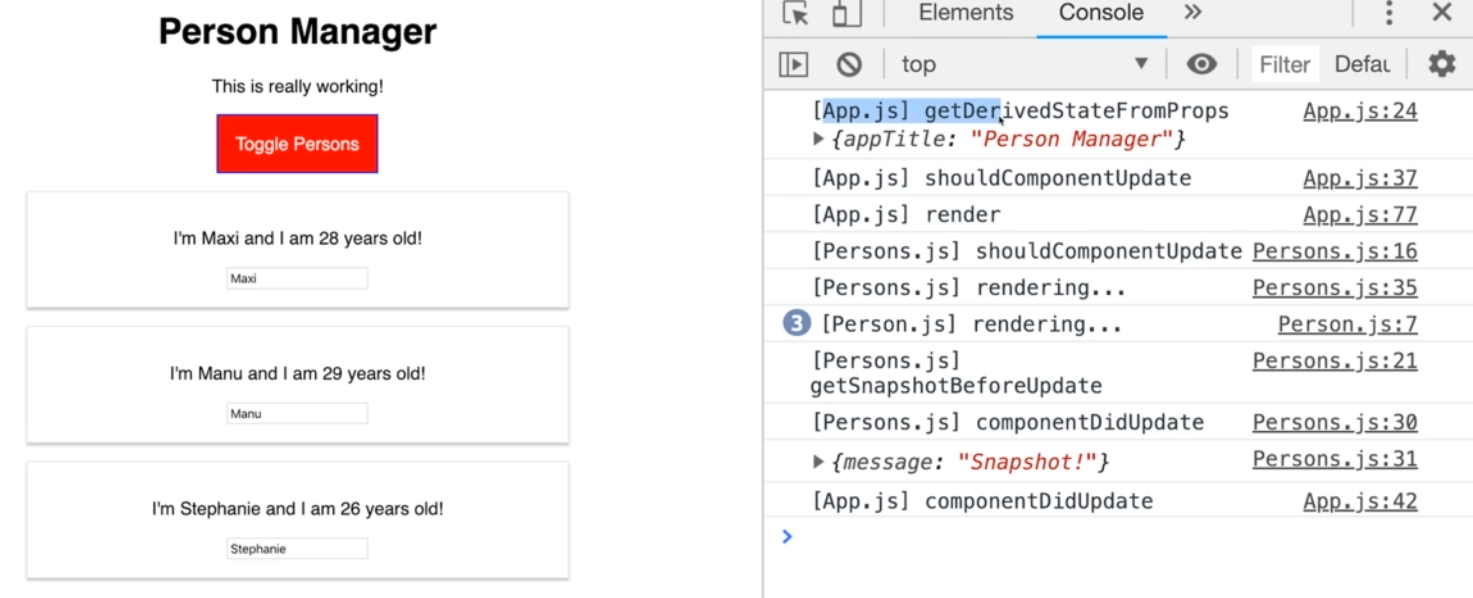 Person Manager
This is really working!
Toggle Persons
I'm Maxi and I am 28 years old!
Maxi
I'm Manu and I am 29 years old!
Manu
I'm Stephanie and I am 26 years old!
Stephanie
Elements Console »
top Filter Defau
[App.js] getDerivedStateFromProps App.js:24
{appTitle: "Person Manager"}
[App.js] shouldComponentUpdate App.js:37
[App.js] render App.js:77
[Persons.js] shouldComponentUpdate Persons.js:16
[Persons.js] rendering... Persons.js:35
3 [Person.js] rendering... Person.js:7
[Persons.js] Persons.js:21
getSnapshotBeforeUpdate
[Persons.js] componentDidUpdate Persons.js:30
{message: "Snapshot!"} Persons.js:31
[App.js] componentDidUpdate App.js:42